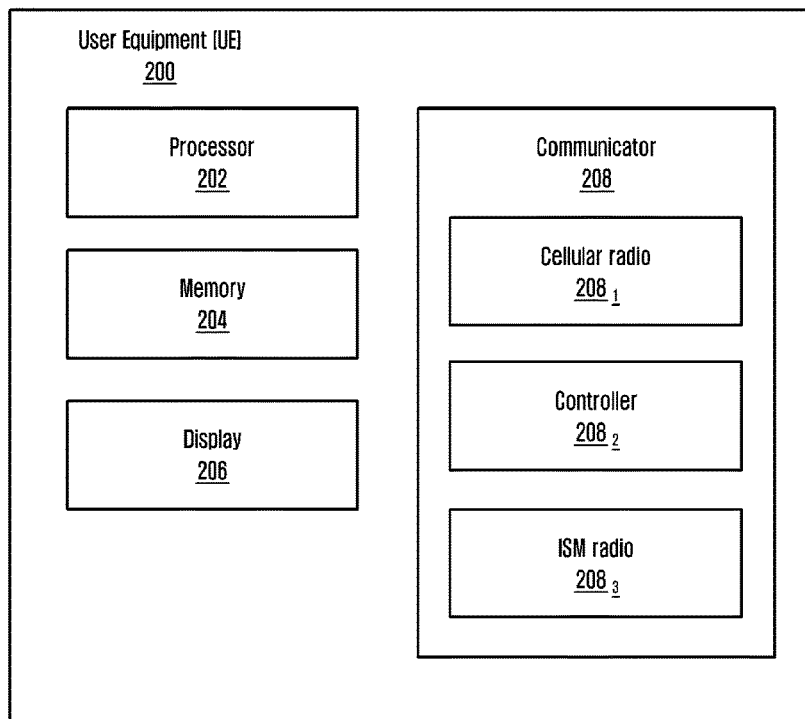 User Equipment [UE]
200
Processor
202
Memory
204
Display
206
Communicator
208
Cellular radio
208 1
Controller
208 2
ISM radio
208 3